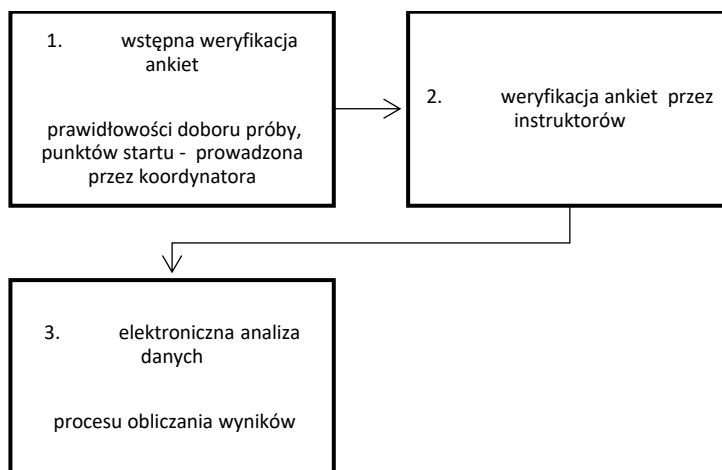 1. wstępna weryfikacja
ankiet
prawidłowości doboru próby,
punktów startu - prowadzona
przez koordynatora
2. weryfikacja ankiet przez
instruktorów
3. elektroniczna analiza
danych
procesu obliczania wyników